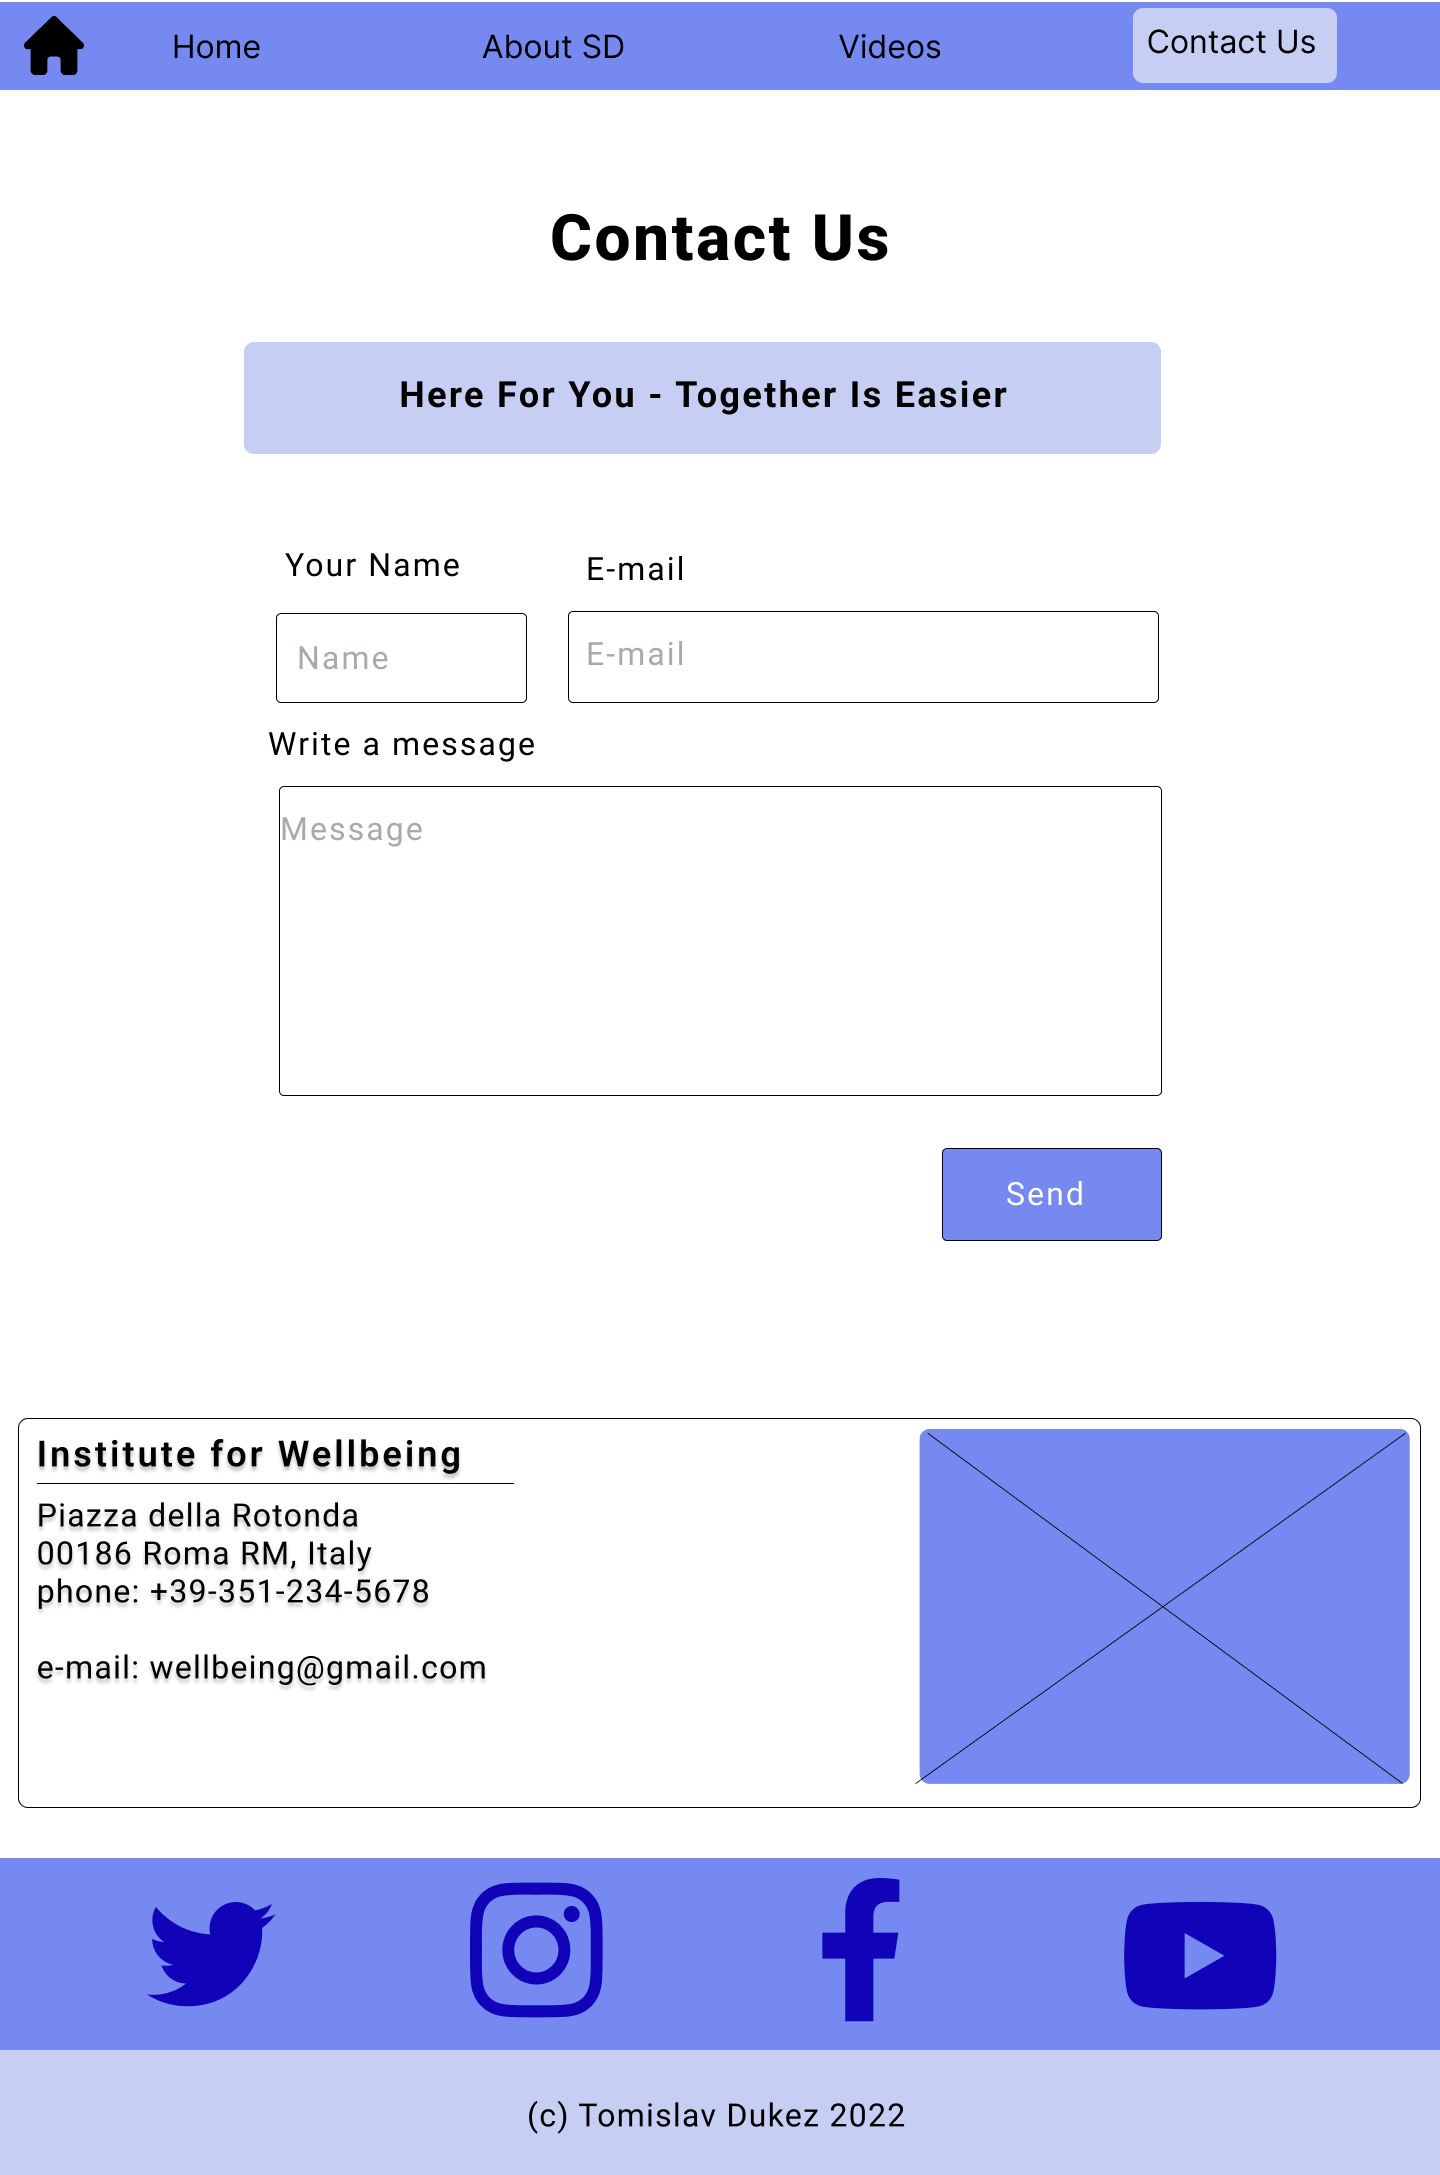 Home
About SD
Videos
Contact Us
Contact Us
Here For You - Together Is Easier
Your Name
E-mail
Name
E-mail
Write a message
Message
Send
Institute for Wellbeing
Piazza della Rotonda
00186 Roma RM, Italy
phone: +39-351-234-5678
e-mail: wellbeing@gmail.com
(c) Tomislav Dukez 2022